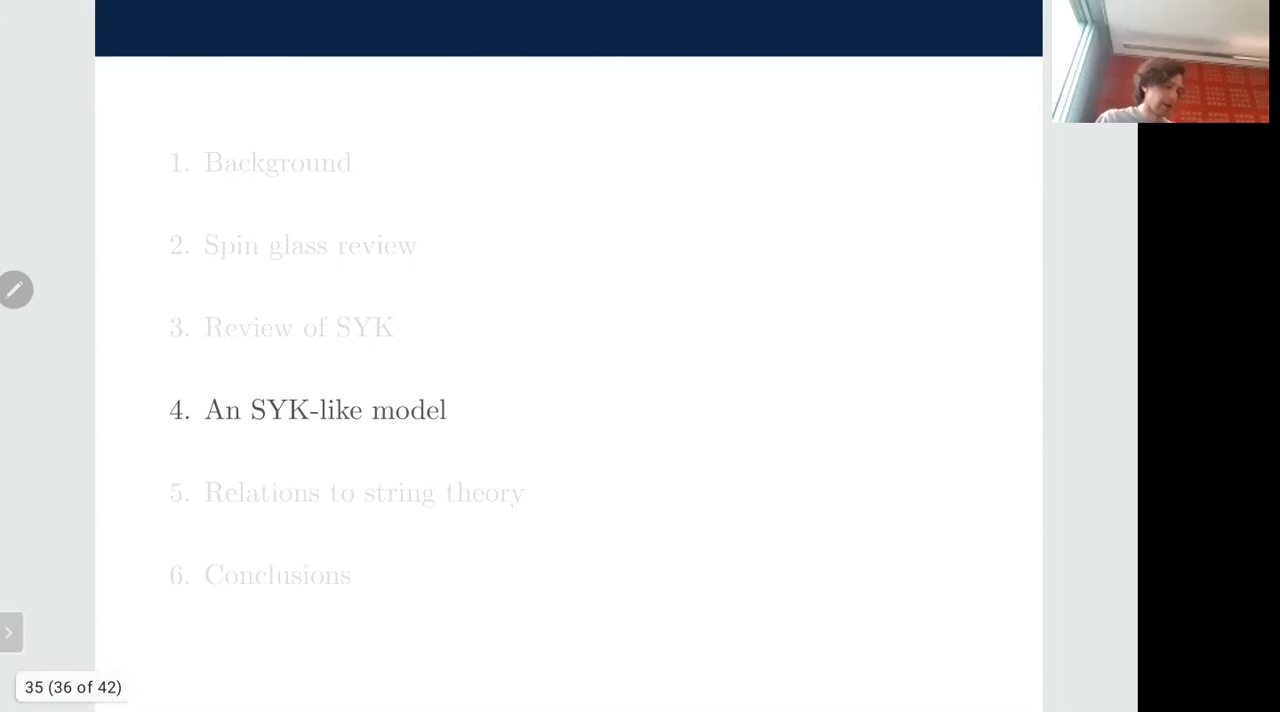 1. Background
2. Spin glass review
3. Review of SYK
4. An SYK-like model
5. Relations to string theory
6. Conclusions
35 (36 of 42)